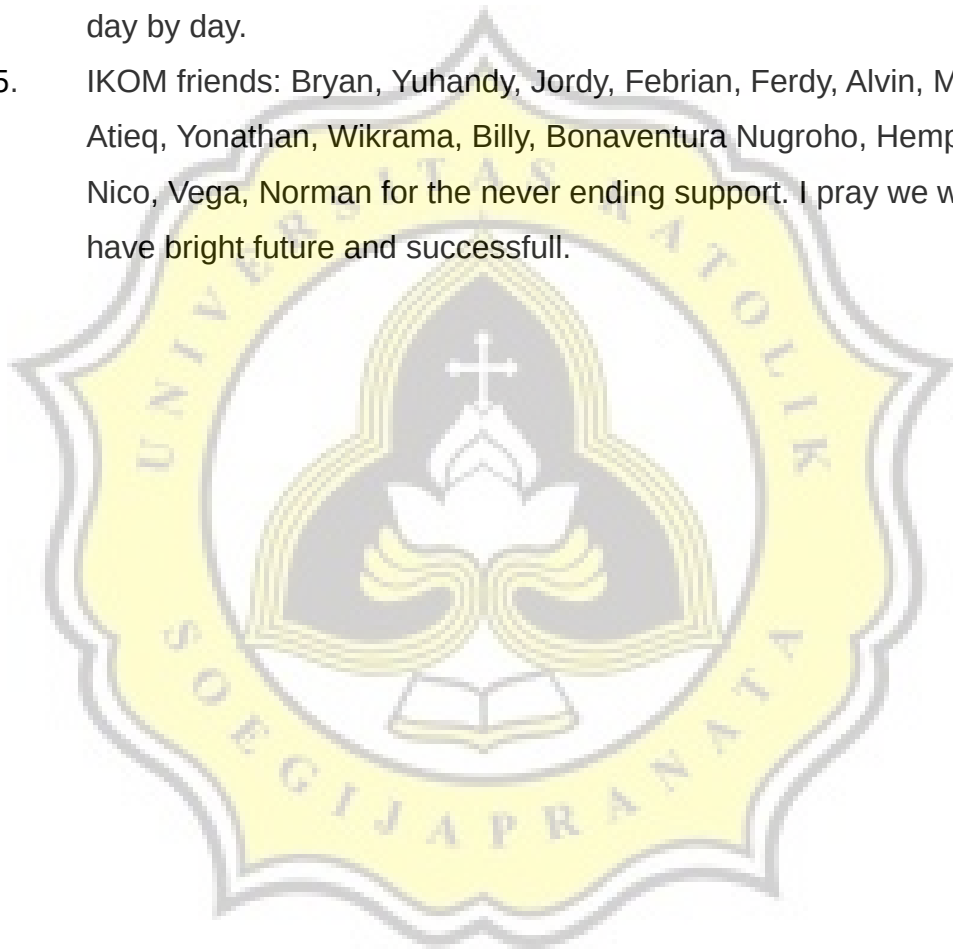 day by day.
5. IKOM friends: Bryan, Yuhandy, Jordy, Febrian, Ferdy, Alvin,
Atieq, Yonathan, Wikrama, Billy, Bonaventura Nugroho,
Nico, Vega, Norman for the never ending support. I pray we
have bright future and successfull.
UNIVERSITAS KATOLIK
SOEGIJAPRANATA